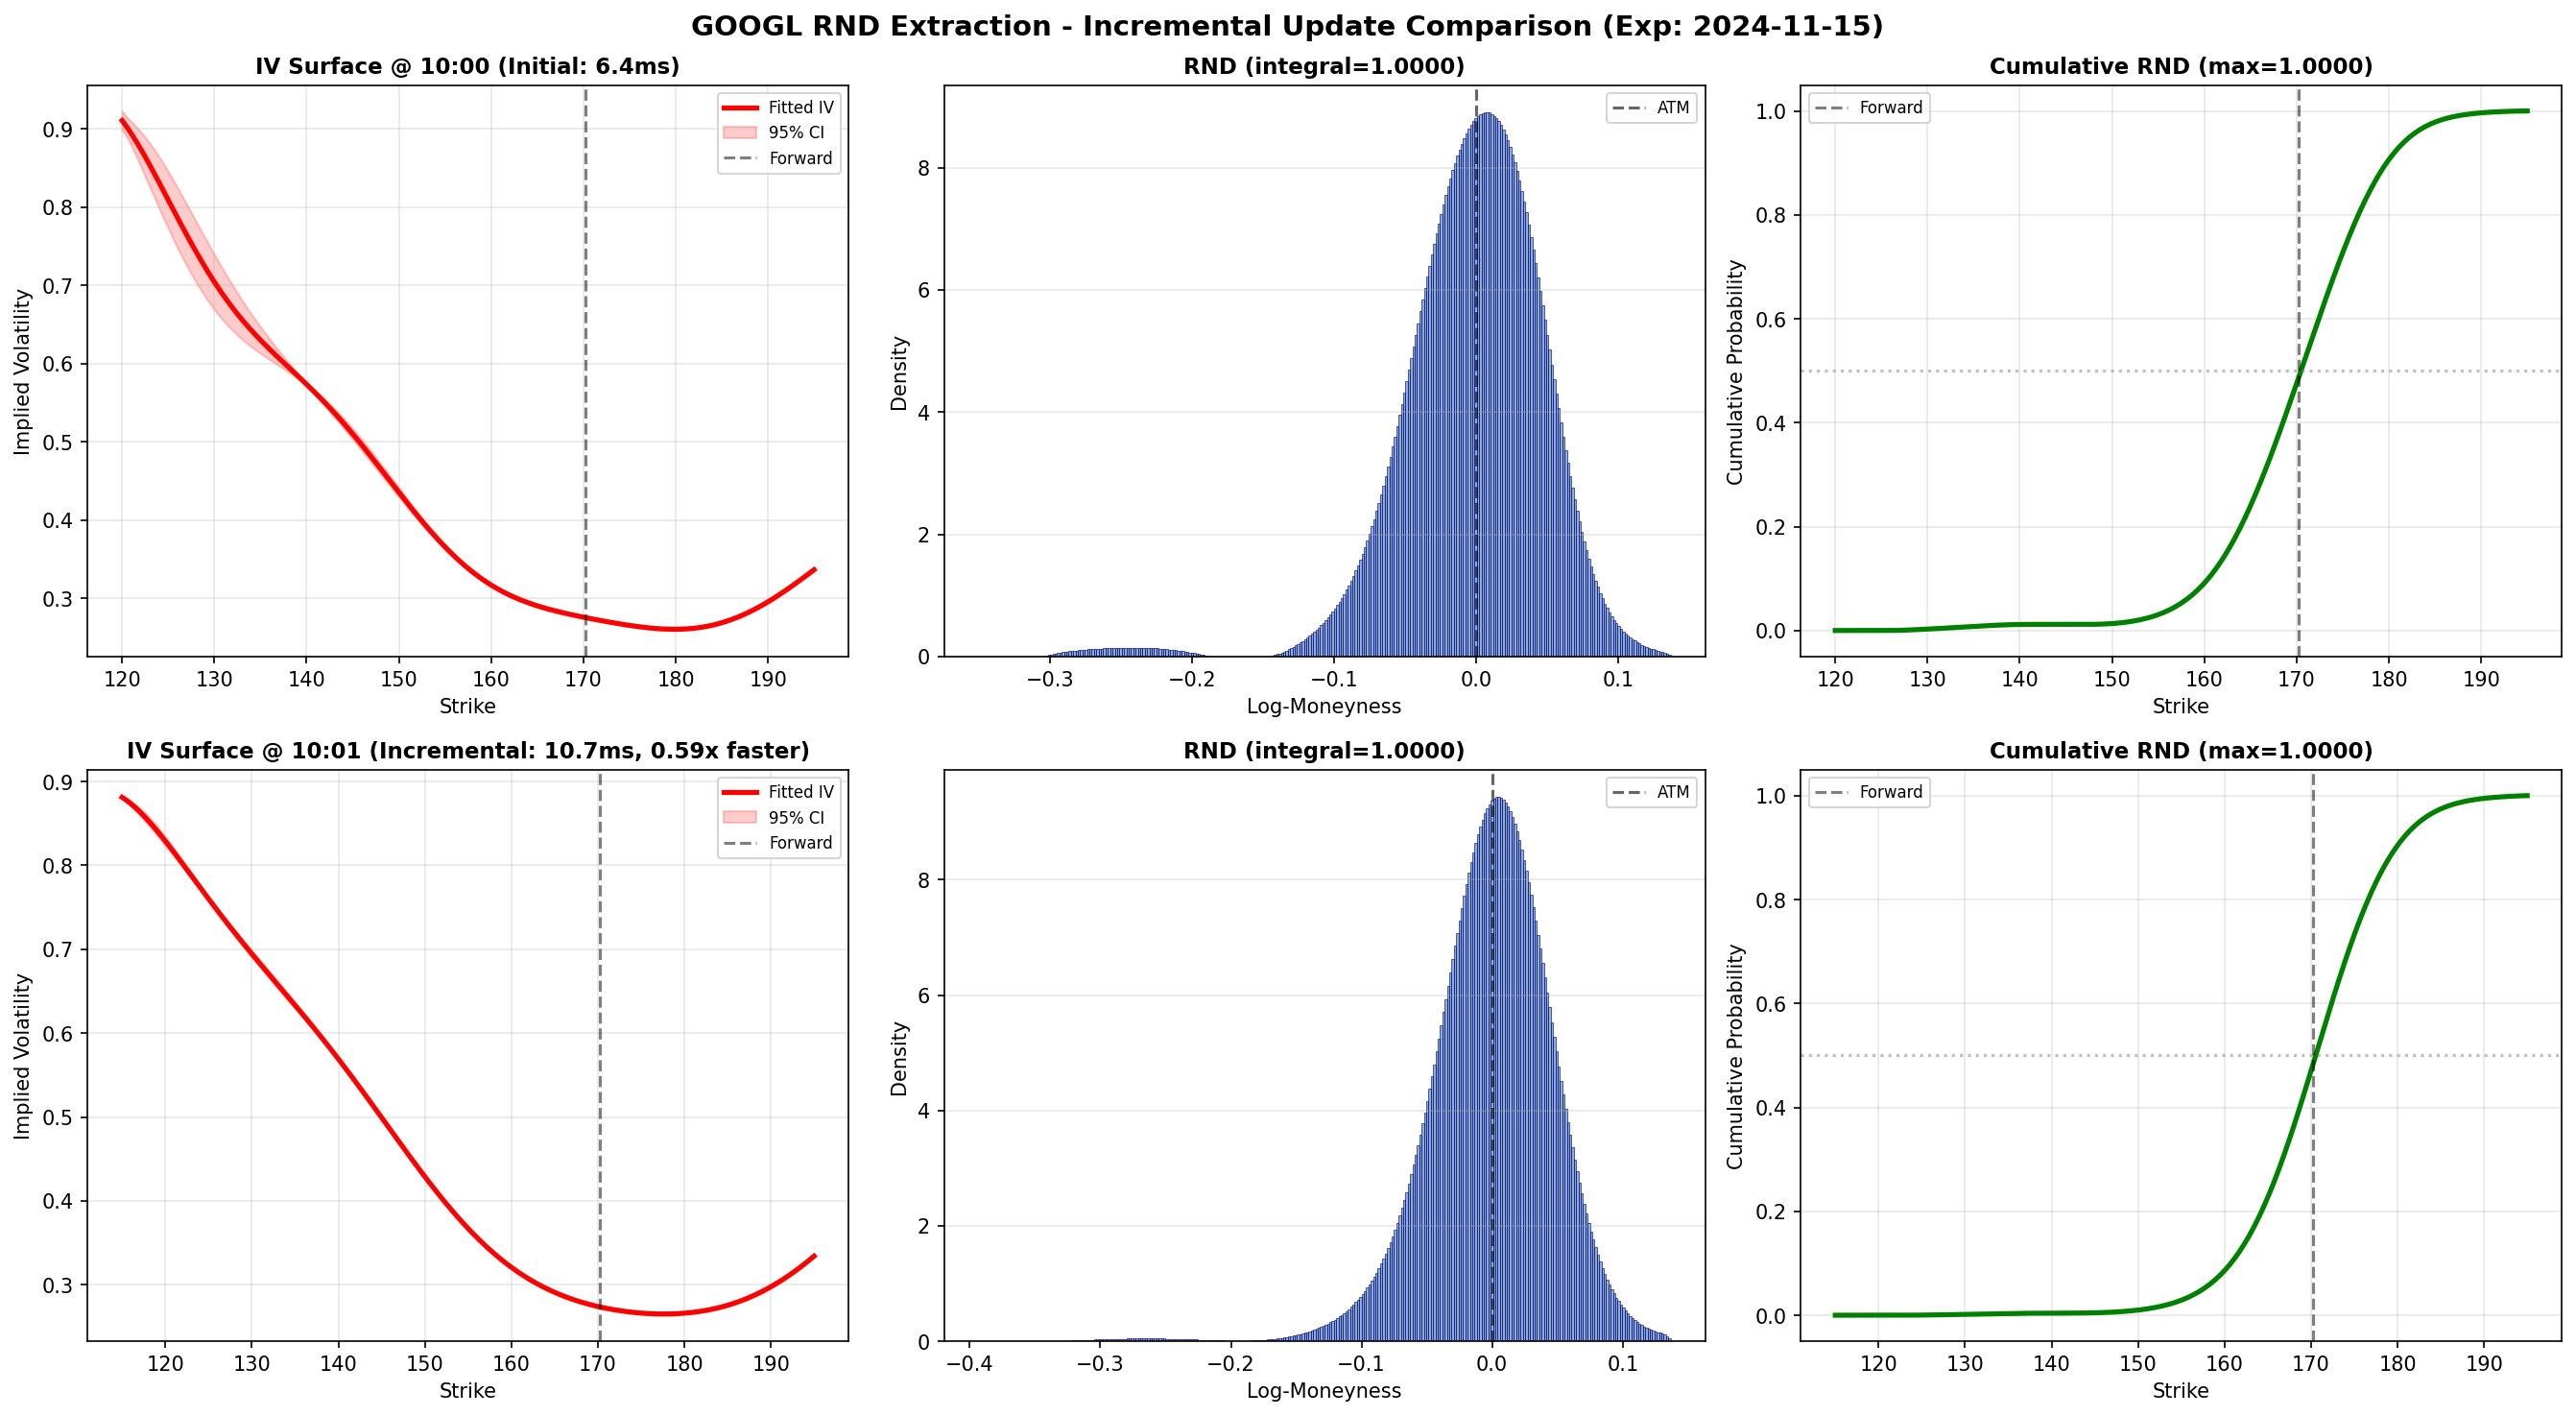 GOOGL RND Extraction - Incremental Update Comparison (Exp: 2024-11-15)
IV Surface @ 10:00 (Initial: 6.4ms)
Implied Volatility
0.9
0.8
0.7
0.6
0.5
0.4
0.3
Fitted IV
95% CI
Forward
120 130 140 150 160 170 180 190
Strike
RND (integral=1.0000)
Density
8
6
4
2
0
ATM
−0.3 −0.2 −0.1 0.0 0.1
Log-Moneyness
Cumulative RND (max=1.0000)
Cumulative Probability
1.0
0.8
0.6
0.4
0.2
0.0
Forward
120 130 140 150 160 170 180 190
Strike
IV Surface @ 10:01 (Incremental: 10.7ms, 0.59x faster)
Implied Volatility
0.9
0.8
0.7
0.6
0.5
0.4
0.3
Fitted IV
95% CI
Forward
120 130 140 150 160 170 180 190
Strike
RND (integral=1.0000)
Density
8
6
4
2
0
ATM
−0.4 −0.3 −0.2 −0.1 0.0 0.1
Log-Moneyness
Cumulative RND (max=1.0000)
Cumulative Probability
1.0
0.8
0.6
0.4
0.2
0.0
Forward
120 130 140 150 160 170 180 190
Strike